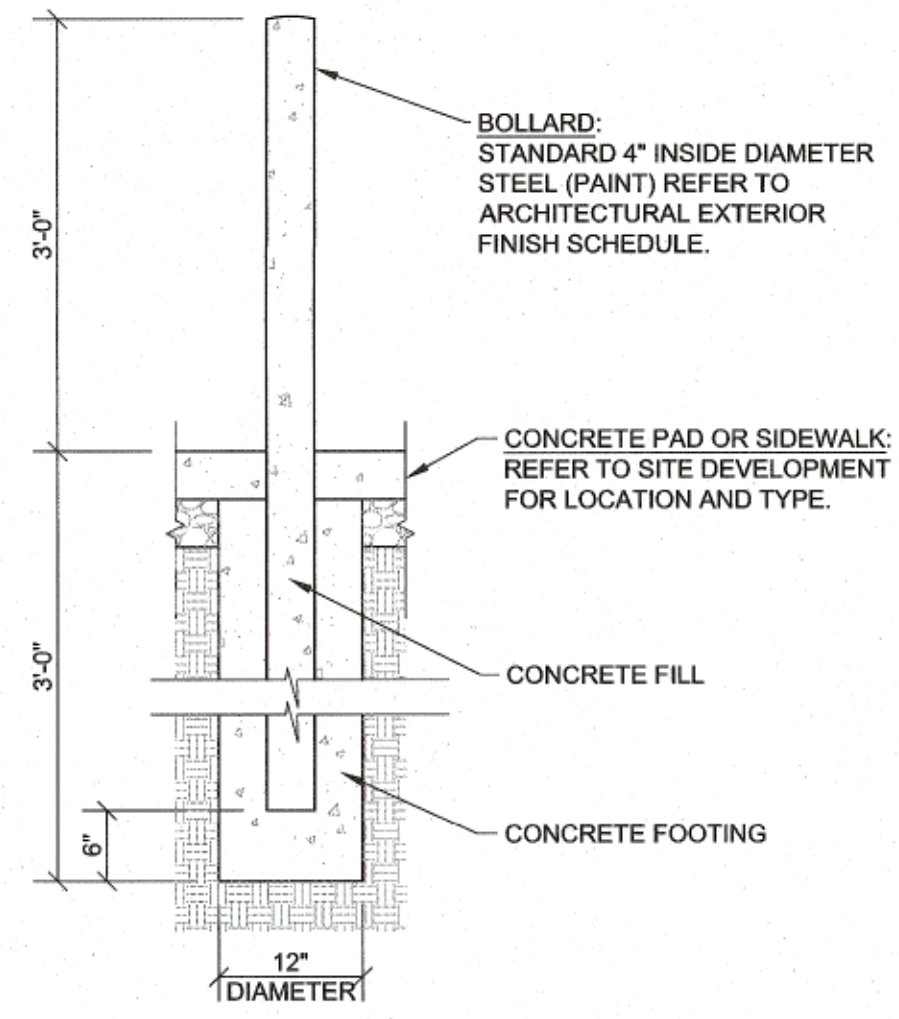 3'-0"
BOLLARD:
STANDARD 4" INSIDE DIAMETER
STEEL (PAINT) REFER TO
ARCHITECTURAL EXTERIOR
FINISH SCHEDULE.
CONCRETE PAD OR SIDEWALK:
REFER TO SITE DEVELOPMENT
FOR LOCATION AND TYPE.
3'-0"
CONCRETE FILL
6"
CONCRETE FOOTING
12"
DIAMETER